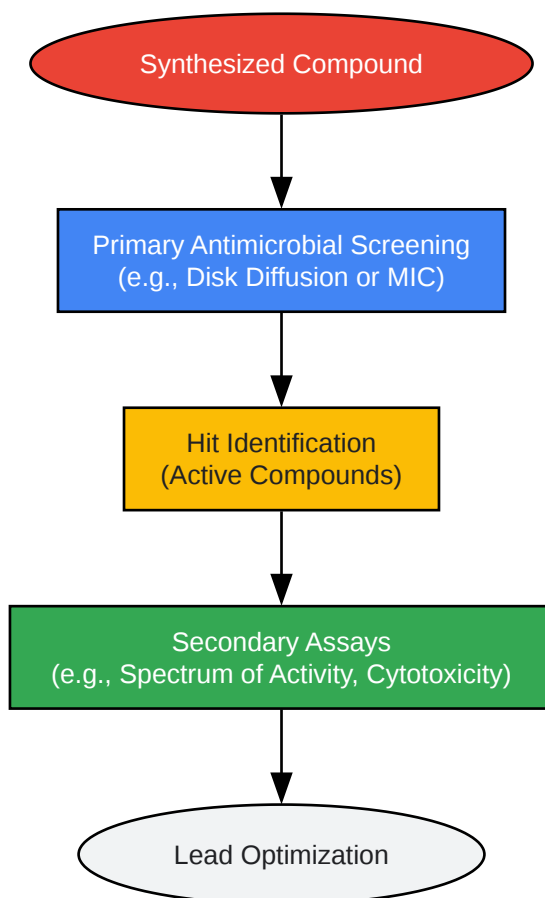 Synthesized Compound
Primary Antimicrobial Screening
(e.g., Disk Diffusion or MIC)
Hit Identification
(Active Compounds)
Secondary Assays
(e.g., Spectrum of Activity, Cytotoxicity)
Lead Optimization